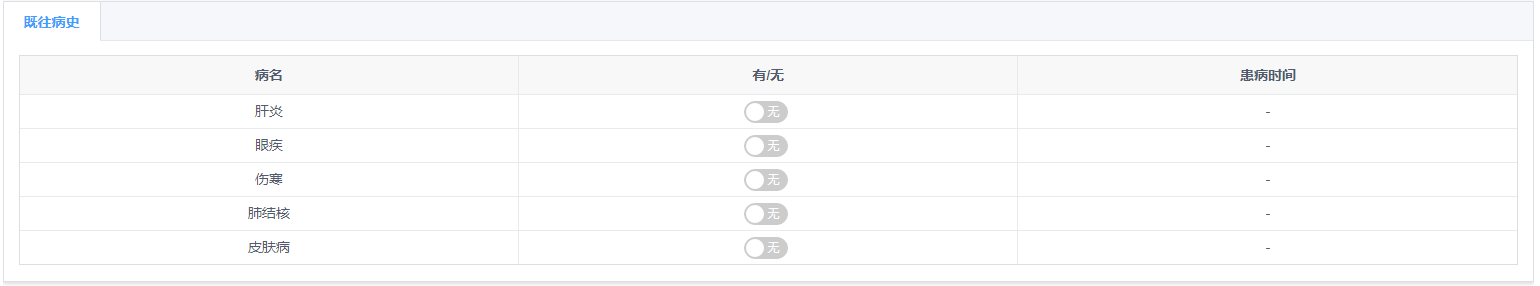 既往病史
病名 有/无 患病时间
肝炎 无 -
眼疾 无 -
伤寒 无 -
肺结核 无 -
皮肤病 无 -